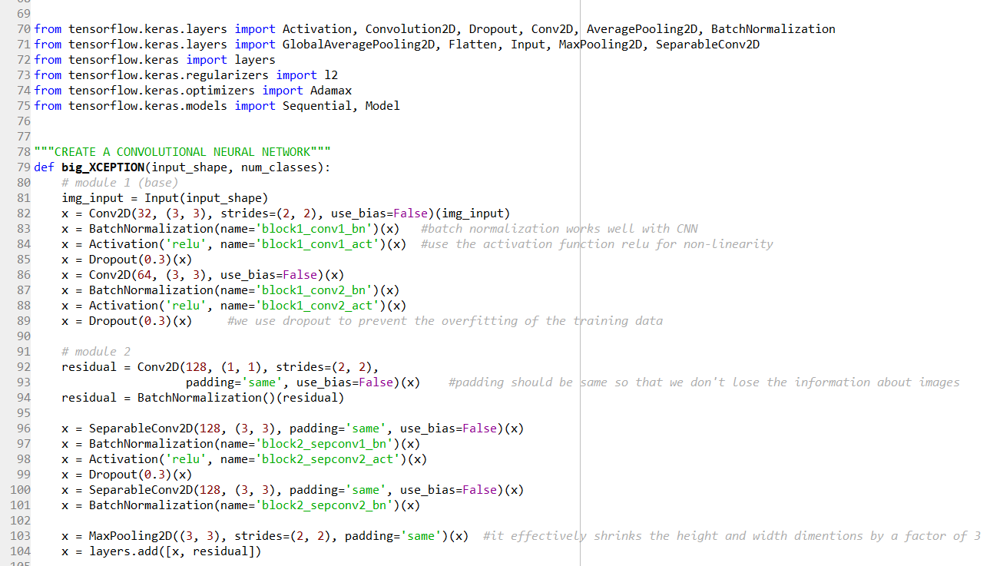 69
70 from tensorflow.keras.layers import Activation, Convolution2D, Dropout, Conv2D, AveragePooling2D, BatchNormalization
71 from tensorflow.keras.layers import GlobalAveragePooling2D, Flatten, Input, MaxPooling2D, SeparableConv2D
72 from tensorflow.keras import layers
73 from tensorflow.keras.regularizers import l2
74 from tensorflow.keras.optimizers import Adamax
75 from tensorflow.keras.models import Sequential, Model
76
77
78 """CREATE A CONVOLUTIONAL NEURAL NETWORK"""
79 def big_XCEPTION(input_shape, num_classes):
80     # module 1 (base)
81     img_input = Input(input_shape)
82     x = Conv2D(32, (3, 3), strides=(2, 2), use_bias=False)(img_input)
83     x = BatchNormalization(name='block1_conv1_bn')(x)   #batch normalization works well with CNN
84     x = Activation('relu', name='block1_conv1_act')(x)  #use the activation function relu for non-linearity
85     x = Dropout(0.3)(x)
86     x = Conv2D(64, (3, 3), use_bias=False)(x)
87     x = BatchNormalization(name='block1_conv2_bn')(x)
88     x = Activation('relu', name='block1_conv2_act')(x)
89     x = Dropout(0.3)(x)     #we use dropout to prevent the overfitting of the training data
90
91     # module 2
92     residual = Conv2D(128, (1, 1), strides=(2, 2),
93                       padding='same', use_bias=False)(x)    #padding should be same so that we don't lose the information about images
94     residual = BatchNormalization()(residual)
95
96     x = SeparableConv2D(128, (3, 3), padding='same', use_bias=False)(x)
97     x = BatchNormalization(name='block2_sepconv1_bn')(x)
98     x = Activation('relu', name='block2_sepconv2_act')(x)
99     x = Dropout(0.3)(x)
100     x = SeparableConv2D(128, (3, 3), padding='same', use_bias=False)(x)
101     x = BatchNormalization(name='block2_sepconv2_bn')(x)
102
103     x = MaxPooling2D((3, 3), strides=(2, 2), padding='same')(x)  #it effectively shrinks the height and width dimentions by a factor of 3
104     x = layers.add([x, residual])